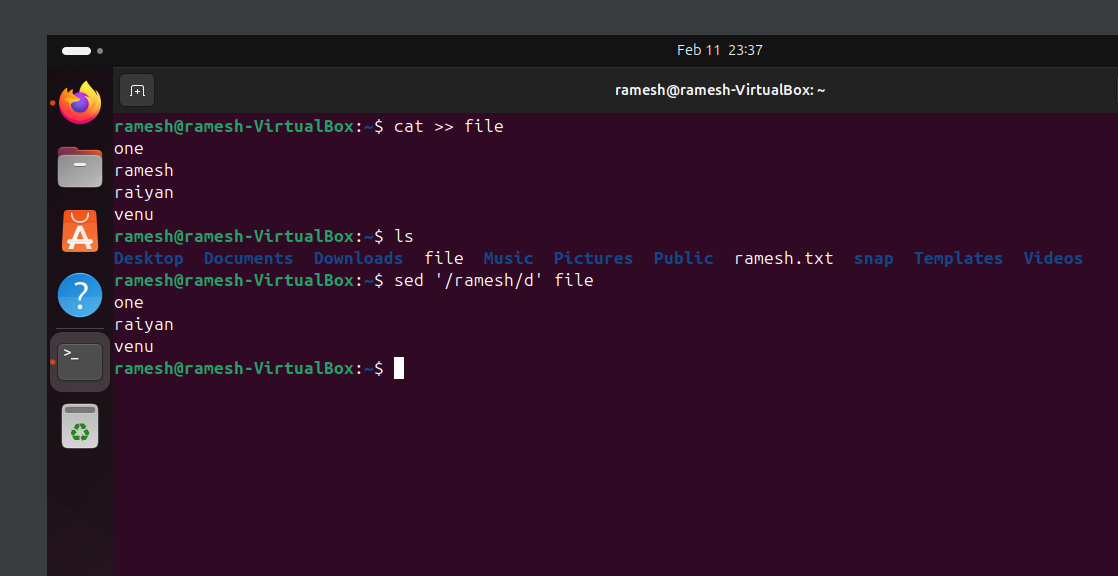 Feb 11 23:37
ramesh@ramesh-VirtualBox: ~
ramesh@ramesh-VirtualBox:~$ cat >> file
one
ramesh
raiyan
venu
ramesh@ramesh-VirtualBox:~$ ls
Desktop Documents Downloads file Music Pictures Public ramesh.txt snap Templates Videos
ramesh@ramesh-VirtualBox:~$ sed '/ramesh/d' file
one
raiyan
venu
ramesh@ramesh-VirtualBox:~$